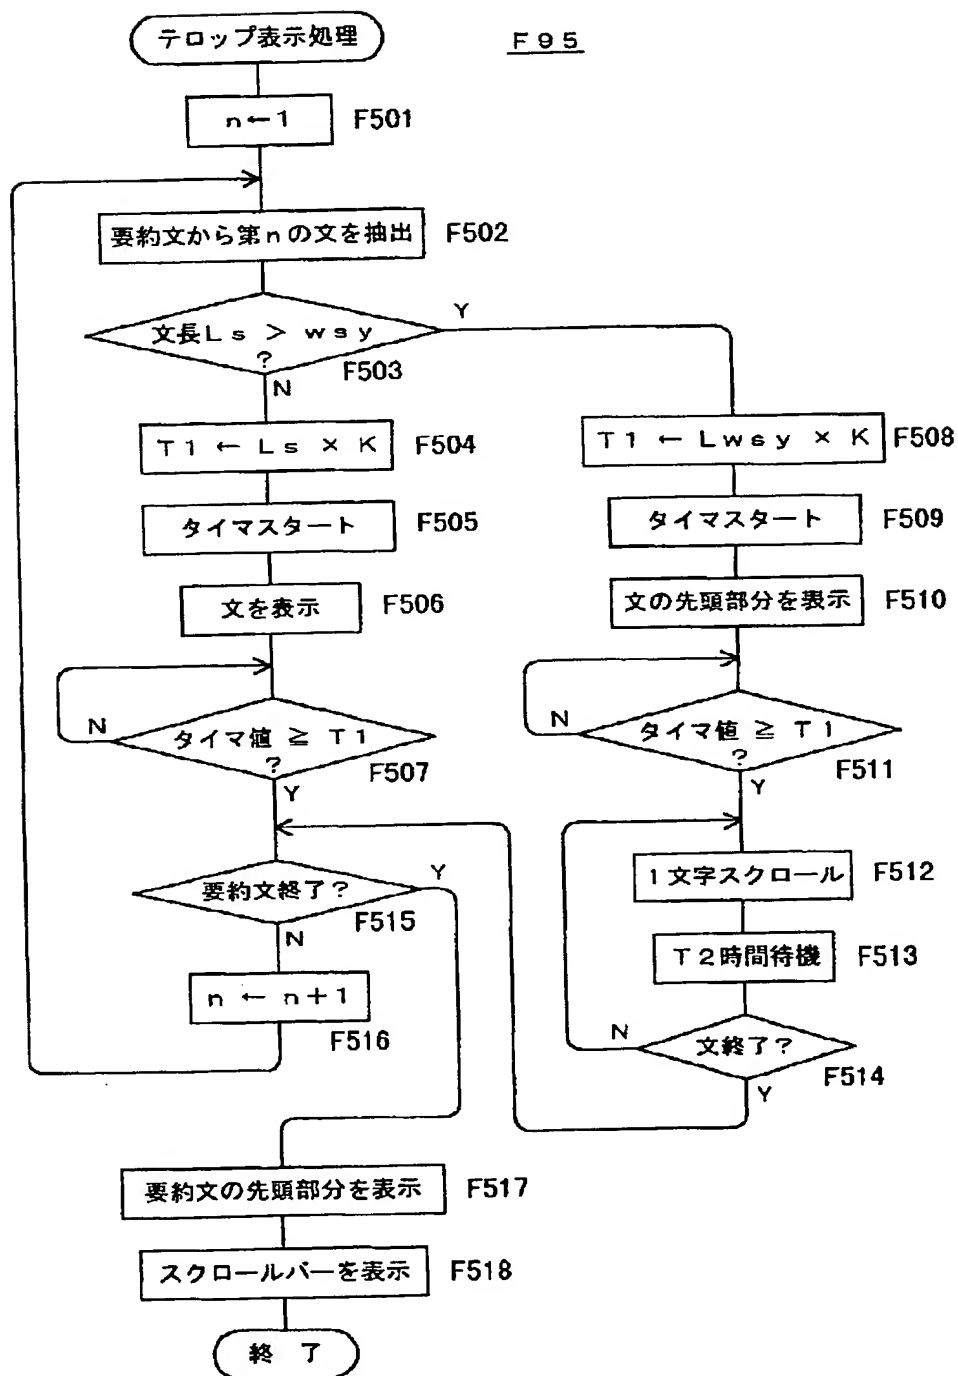 テロップ表示処理
F95
n←1
F501
要約文から第nの文を抽出
F502
文長Ls > wsy
?
F503
Y
N
T1 ← Ls × K
F504
タイマスタート
F505
文を表示
F506
N
タイマ値 ≧ T1
?
F507
Y
T1 ← Lwsy × K
F508
タイマスタート
F509
文の先頭部分を表示
F510
N
タイマ値 ≧ T1
?
F511
Y
1文字スクロール
F512
T2時間待機
F513
N
文終了?
F514
Y
要約文終了?
Y
F515
N
n ← n+1
F516
要約文の先頭部分を表示
F517
スクロールバーを表示
F518
終 了